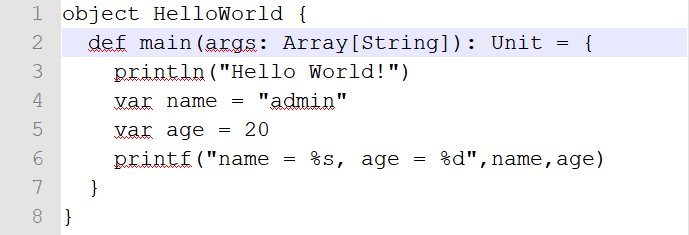 1 object HelloWorld {
2   def main(args: Array[String]): Unit = {
3     println("Hello World!")
4     var name = "admin"
5     var age = 20
6     printf("name = %s, age = %d",name,age)
7   }
8 }